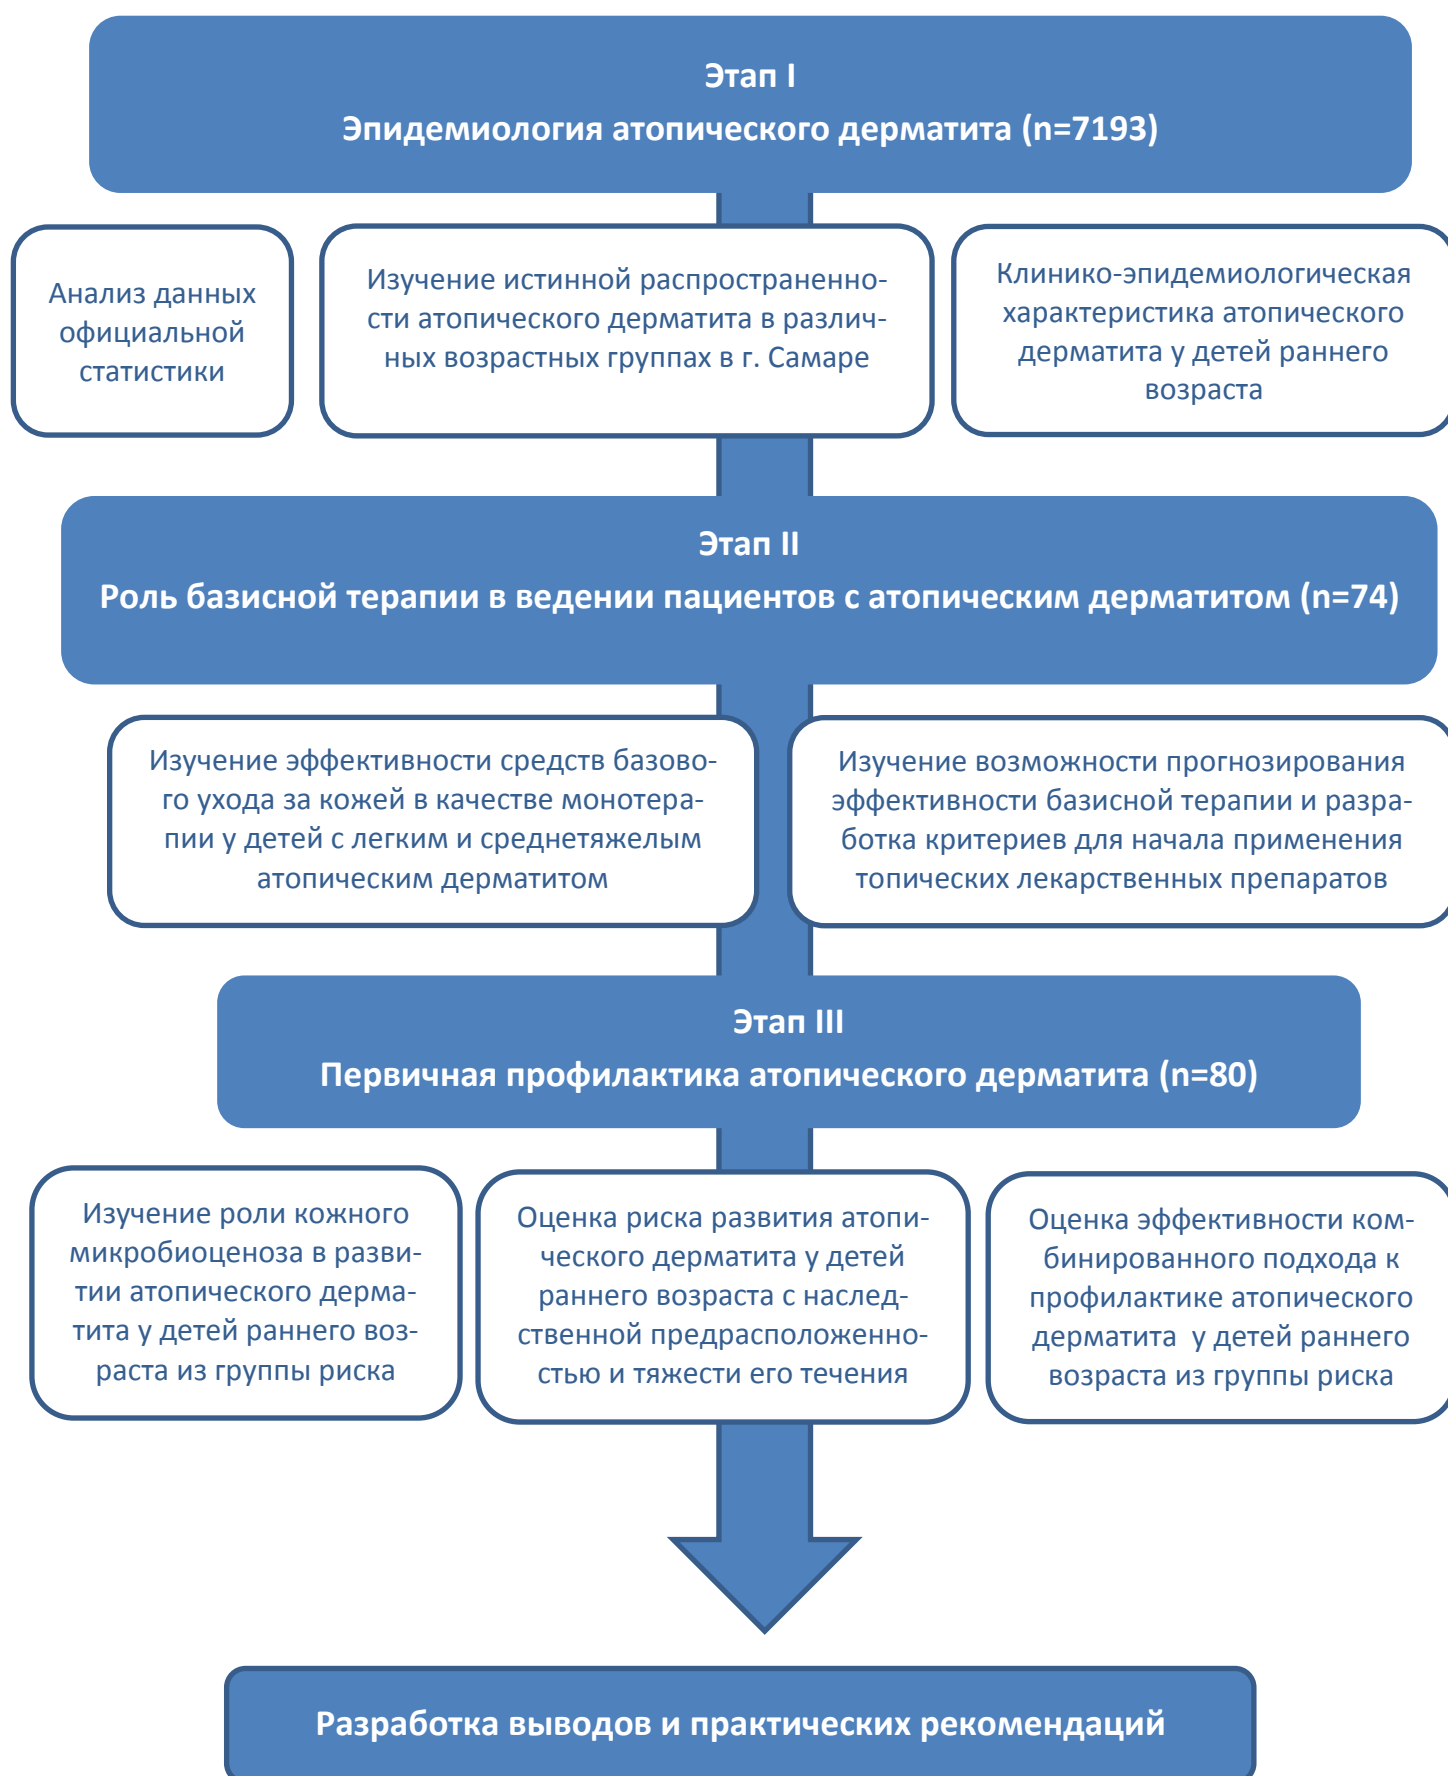 Этап I
Эпидемиология атопического дерматита (n=7193)
Анализ данных
официальной
статистики
Изучение истинной распространенно-
сти атопического дерматита в различ-
ных возрастных группах в г. Самаре
Клинико-эпидемиологическая
характеристика атопического
дерматита у детей раннего
возраста
Этап II
Роль базисной терапии в ведении пациентов с атопическим дерматитом (n=74)
Изучение эффективности средств базово-
го ухода за кожей в качестве монотера-
пии у детей с легким и среднетяжелым
атопическим дерматитом
Изучение возможности прогнозирования
эффективности базисной терапии и разра-
ботка критериев для начала применения
топических лекарственных препаратов
Этап III
Первичная профилактика атопического дерматита (n=80)
Изучение роли кожного
микробиоценоза в разви-
тии атопического дерма-
тита у детей раннего воз-
раста из группы риска
Оценка риска развития атопи-
ческого дерматита у детей
раннего возраста с наслед-
ственной предрасположенно-
стью и тяжести его течения
Оценка эффективности ком-
бинированного подхода к
профилактике атопического
дерматита  у детей раннего
возраста из группы риска
Разработка выводов и практических рекомендаций